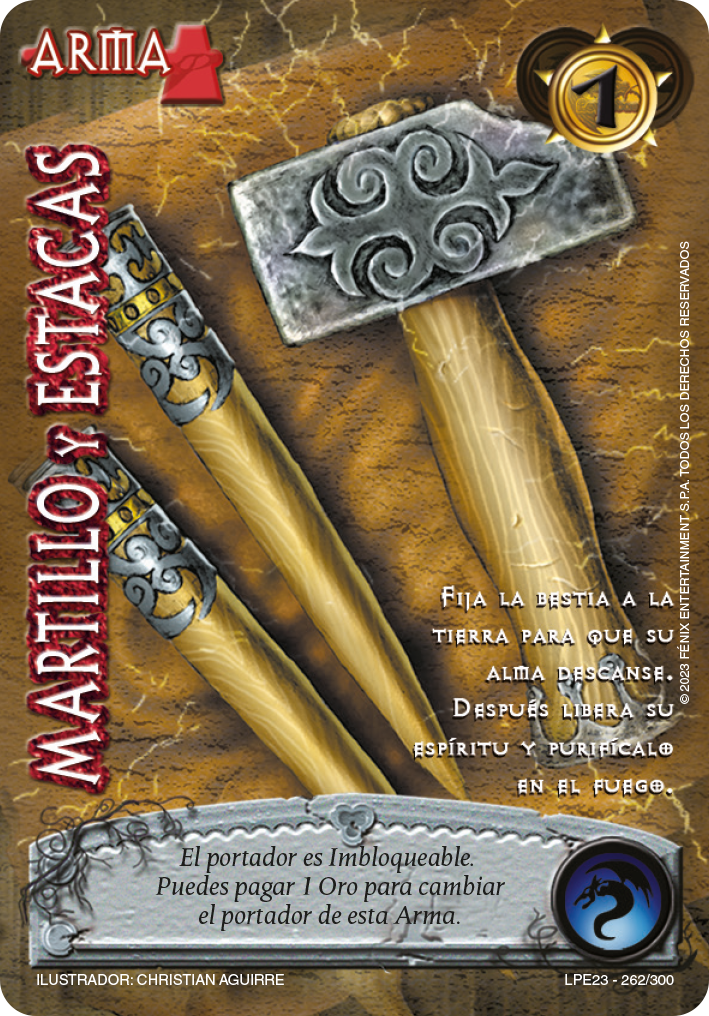 ARMA
1
MARTILLO Y ESTACAS
© 2023 FÉNIX ENTERTAINMENT S.P.A. TODOS LOS DERECHOS RESERVADOS
FIJA LA BESTIA A LA
TIERRA PARA QUE SU
ALMA DESCANSE.
DESPUÉS LIBERA SU
ESPÍRITU Y PURIFÍCALO
EN EL FUEGO.
El portador es Imbloqueable.
Puedes pagar 1 Oro para cambiar
el portador de esta Arma.
ILUSTRADOR: CHRISTIAN AGUIRRE
LPE23 - 262/300